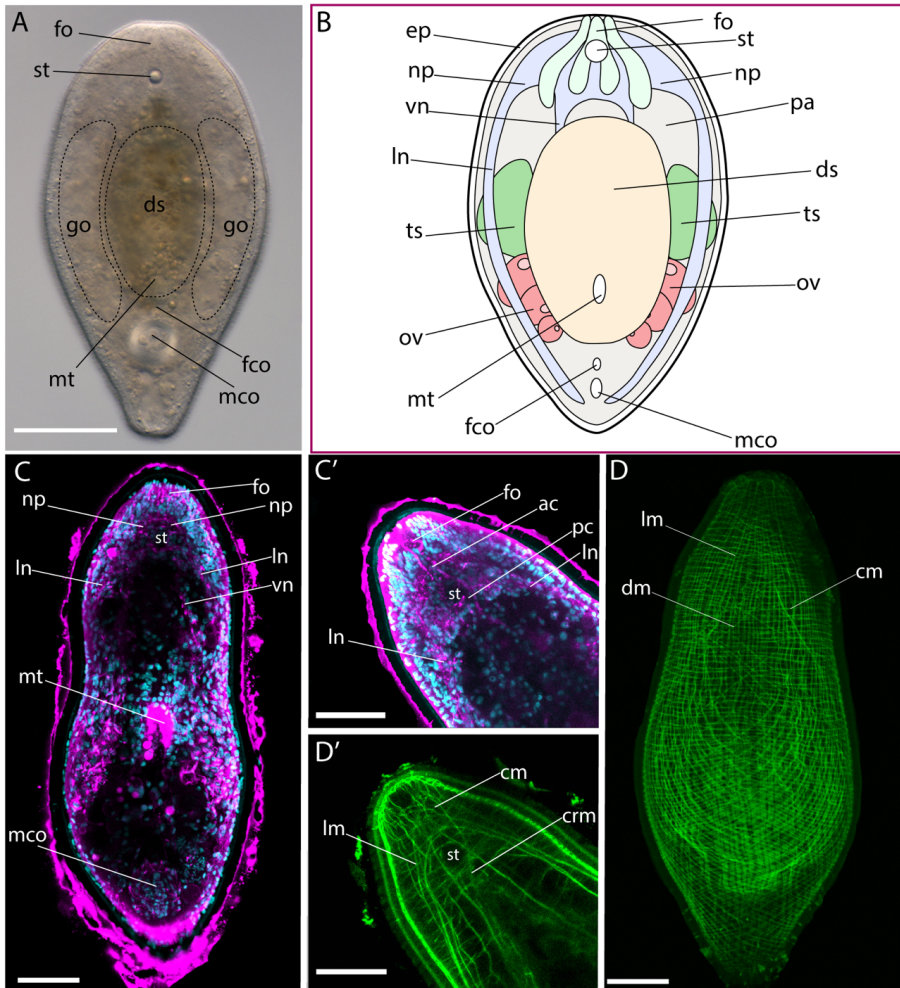 A
fo
st
go
ds
go
mt
fco
mco
B
ep
fo
st
np
np
vn
pa
ln
ds
ts
ts
ov
ov
mt
fco
mco
C
fo
np
np
st
ln
ln
vn
mt
mco
C'
fo
ac
pc
ln
st
ln
D'
cm
crm
lm
st
D
lm
cm
dm